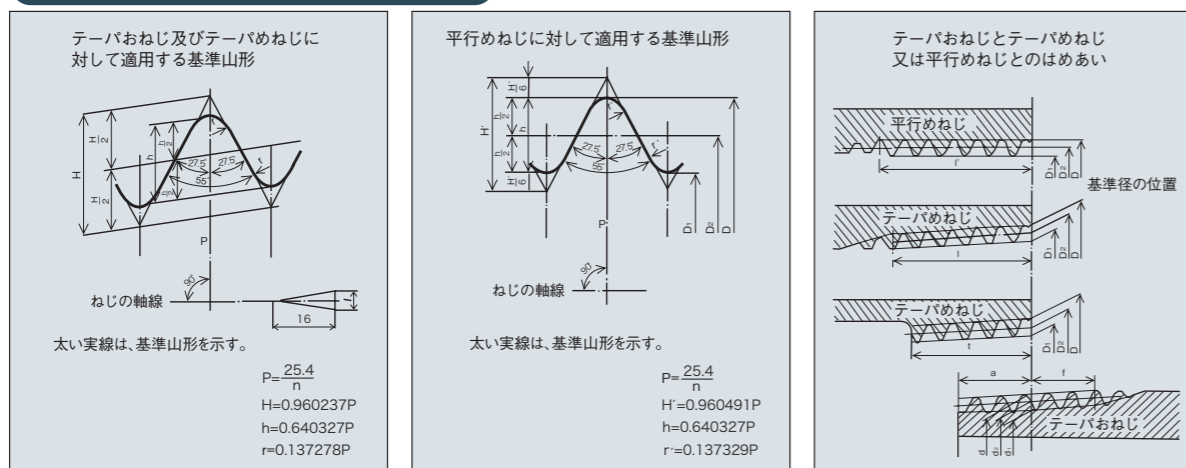 テーパおねじ及びテーパめねじに
対して適用する基準山形
H
H/2
H/2
h
h/2
h/2
r
r
27.5°
27.5°
55°
P
90°
ねじの軸線
1
16
太い実線は、基準山形を示す。
P=25.4/n
H=0.960237P
h=0.640327P
r=0.137278P
平行めねじに対して適用する基準山形
H'
H'/6
h
h/2
h/2
H'/6
r'
r'
27.5°
27.5°
55°
P
D1
D2
D
90°
ねじの軸線
太い実線は、基準山形を示す。
P=25.4/n
H'=0.960491P
h=0.640327P
r'=0.137329P
テーパおねじとテーパめねじ
又は平行めねじとのはめあい
平行めねじ
l'
D1
D2
D
基準径の位置
テーパめねじ
l
D1
D2
D
テーパめねじ
t
D1
D2
D
a
f
テーパおねじ
d
d2
d1